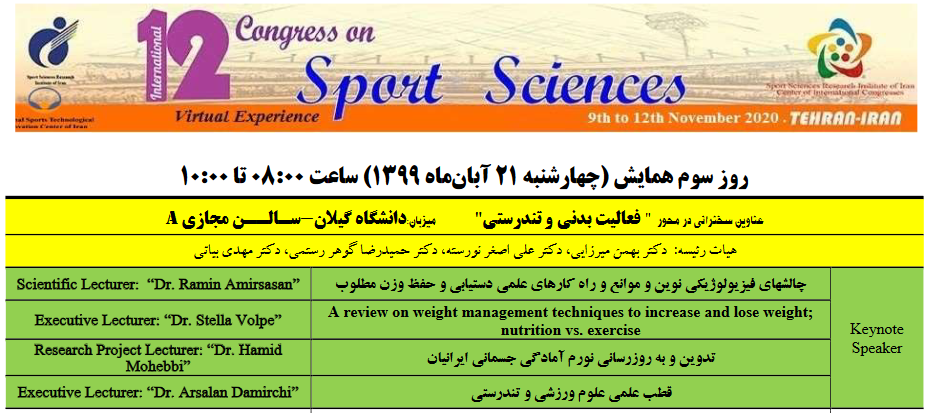 Sport Sciences Research
Institute of Iran
nal Sports Technological
ovation Center of Iran
International
12
Congress on
Sport Sciences
Virtual Experience
Sport Sciences Research Institute of Iran
Center of International Congresses
9th to 12th November 2020 . TEHRAN-IRAN
روز سوم همایش (چهارشنبه ۲۱ آبان‌ماه ۱۳۹۹) ساعت ۰۸:۰۰ تا ۱۰:۰۰
عناوین سخنرانی در محور " فعالیت بدنی و تندرستی" میزبان:دانشگاه گیلان-ســالـــن مجازی A
هیات رئیسه: دکتر بهمن میرزایی، دکتر علی اصغر نورسته، دکتر حمیدرضا گوهر رستمی، دکتر مهدی بیاتی
Scientific Lecturer: “Dr. Ramin Amirsasan”
چالشهای فیزیولوژیکی نوین و موانع و راه کارهای علمی دستیابی و حفظ وزن مطلوب
Executive Lecturer: “Dr. Stella Volpe”
A review on weight management techniques to increase and lose weight;
nutrition vs. exercise
Research Project Lecturer: “Dr. Hamid
Mohebbi”
تدوین و به روزرسانی نورم آمادگی جسمانی ایرانیان
Executive Lecturer: “Dr. Arsalan Damirchi”
قطب علمی علوم ورزشی و تندرستی
Keynote
Speaker